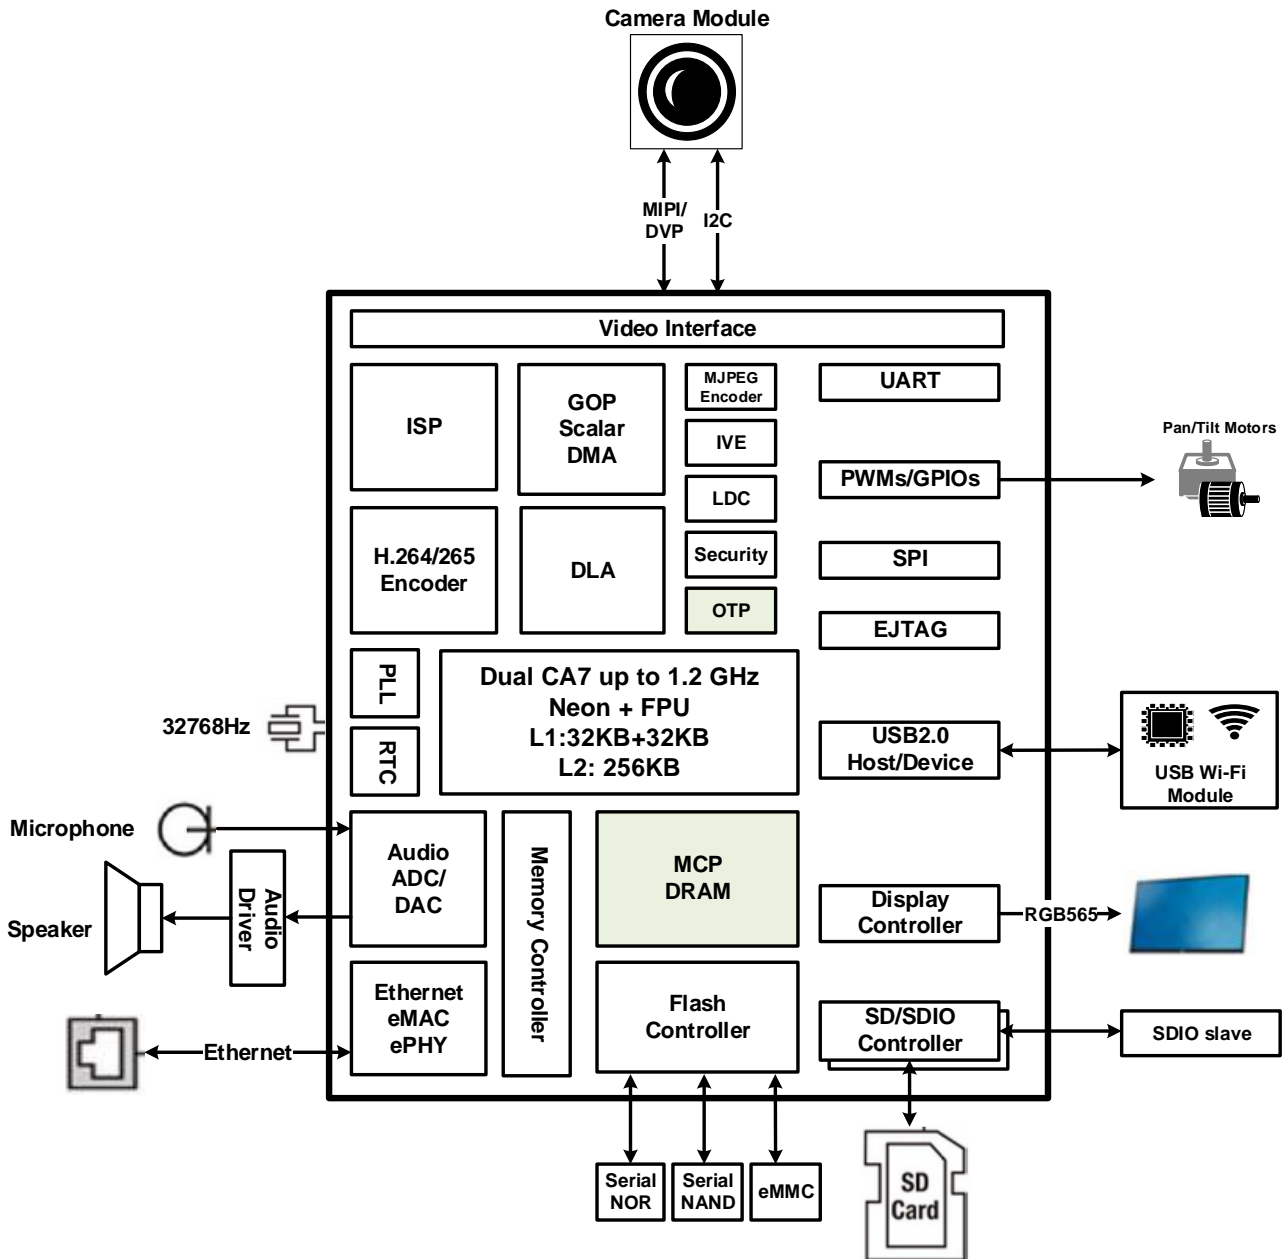 Camera Module
MIPI/
DVP
I2C
Video Interface
ISP
GOP
Scalar
DMA
MJPEG
Encoder
IVE
LDC
Security
OTP
UART
PWMs/GPIOs
Pan/Tilt Motors
H.264/265
Encoder
DLA
SPI
EJTAG
PLL
RTC
32768Hz
Dual CA7 up to 1.2 GHz
Neon + FPU
L1:32KB+32KB
L2: 256KB
USB2.0
Host/Device
USB Wi-Fi
Module
Microphone
Speaker
Audio
Driver
Audio
ADC/
DAC
Memory Controller
MCP
DRAM
Display
Controller
RGB565
Ethernet
Ethernet
eMAC
ePHY
Flash
Controller
SD/SDIO
Controller
SDIO slave
Serial
NOR
Serial
NAND
eMMC
SD
Card